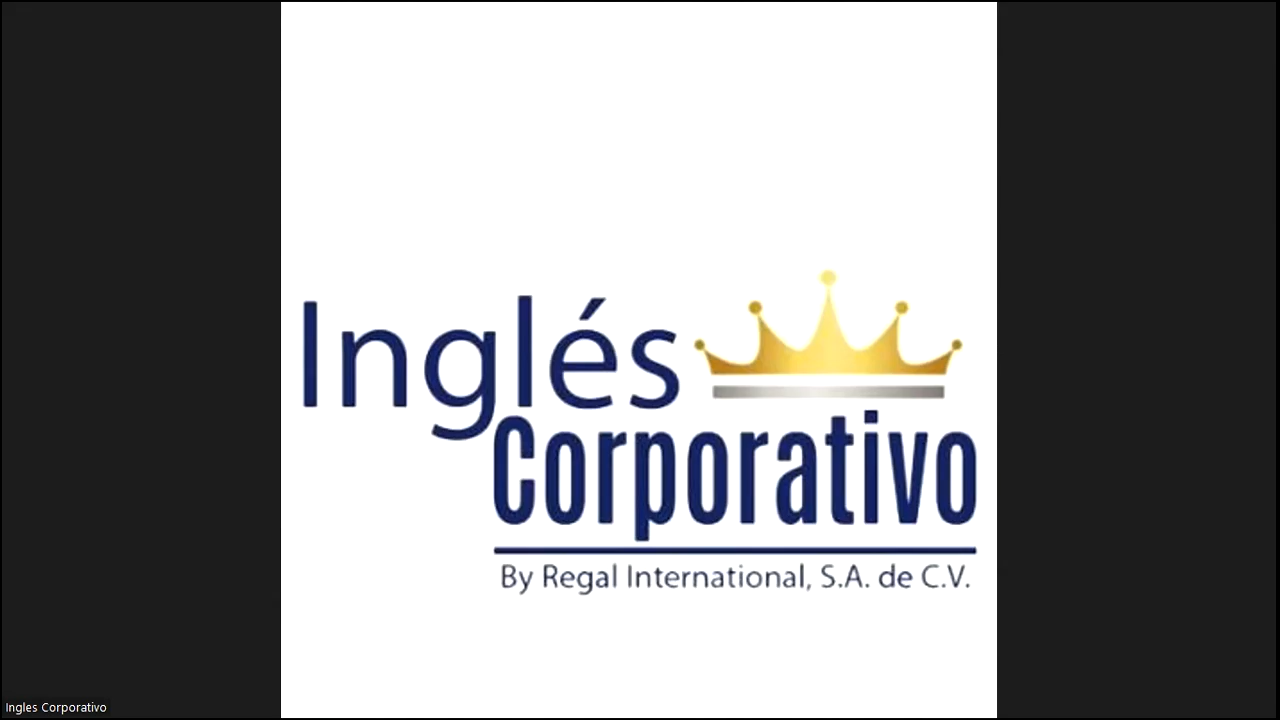 Inglés
Corporativo
By Regal International, S.A. de C.V.
Ingles Corporativo